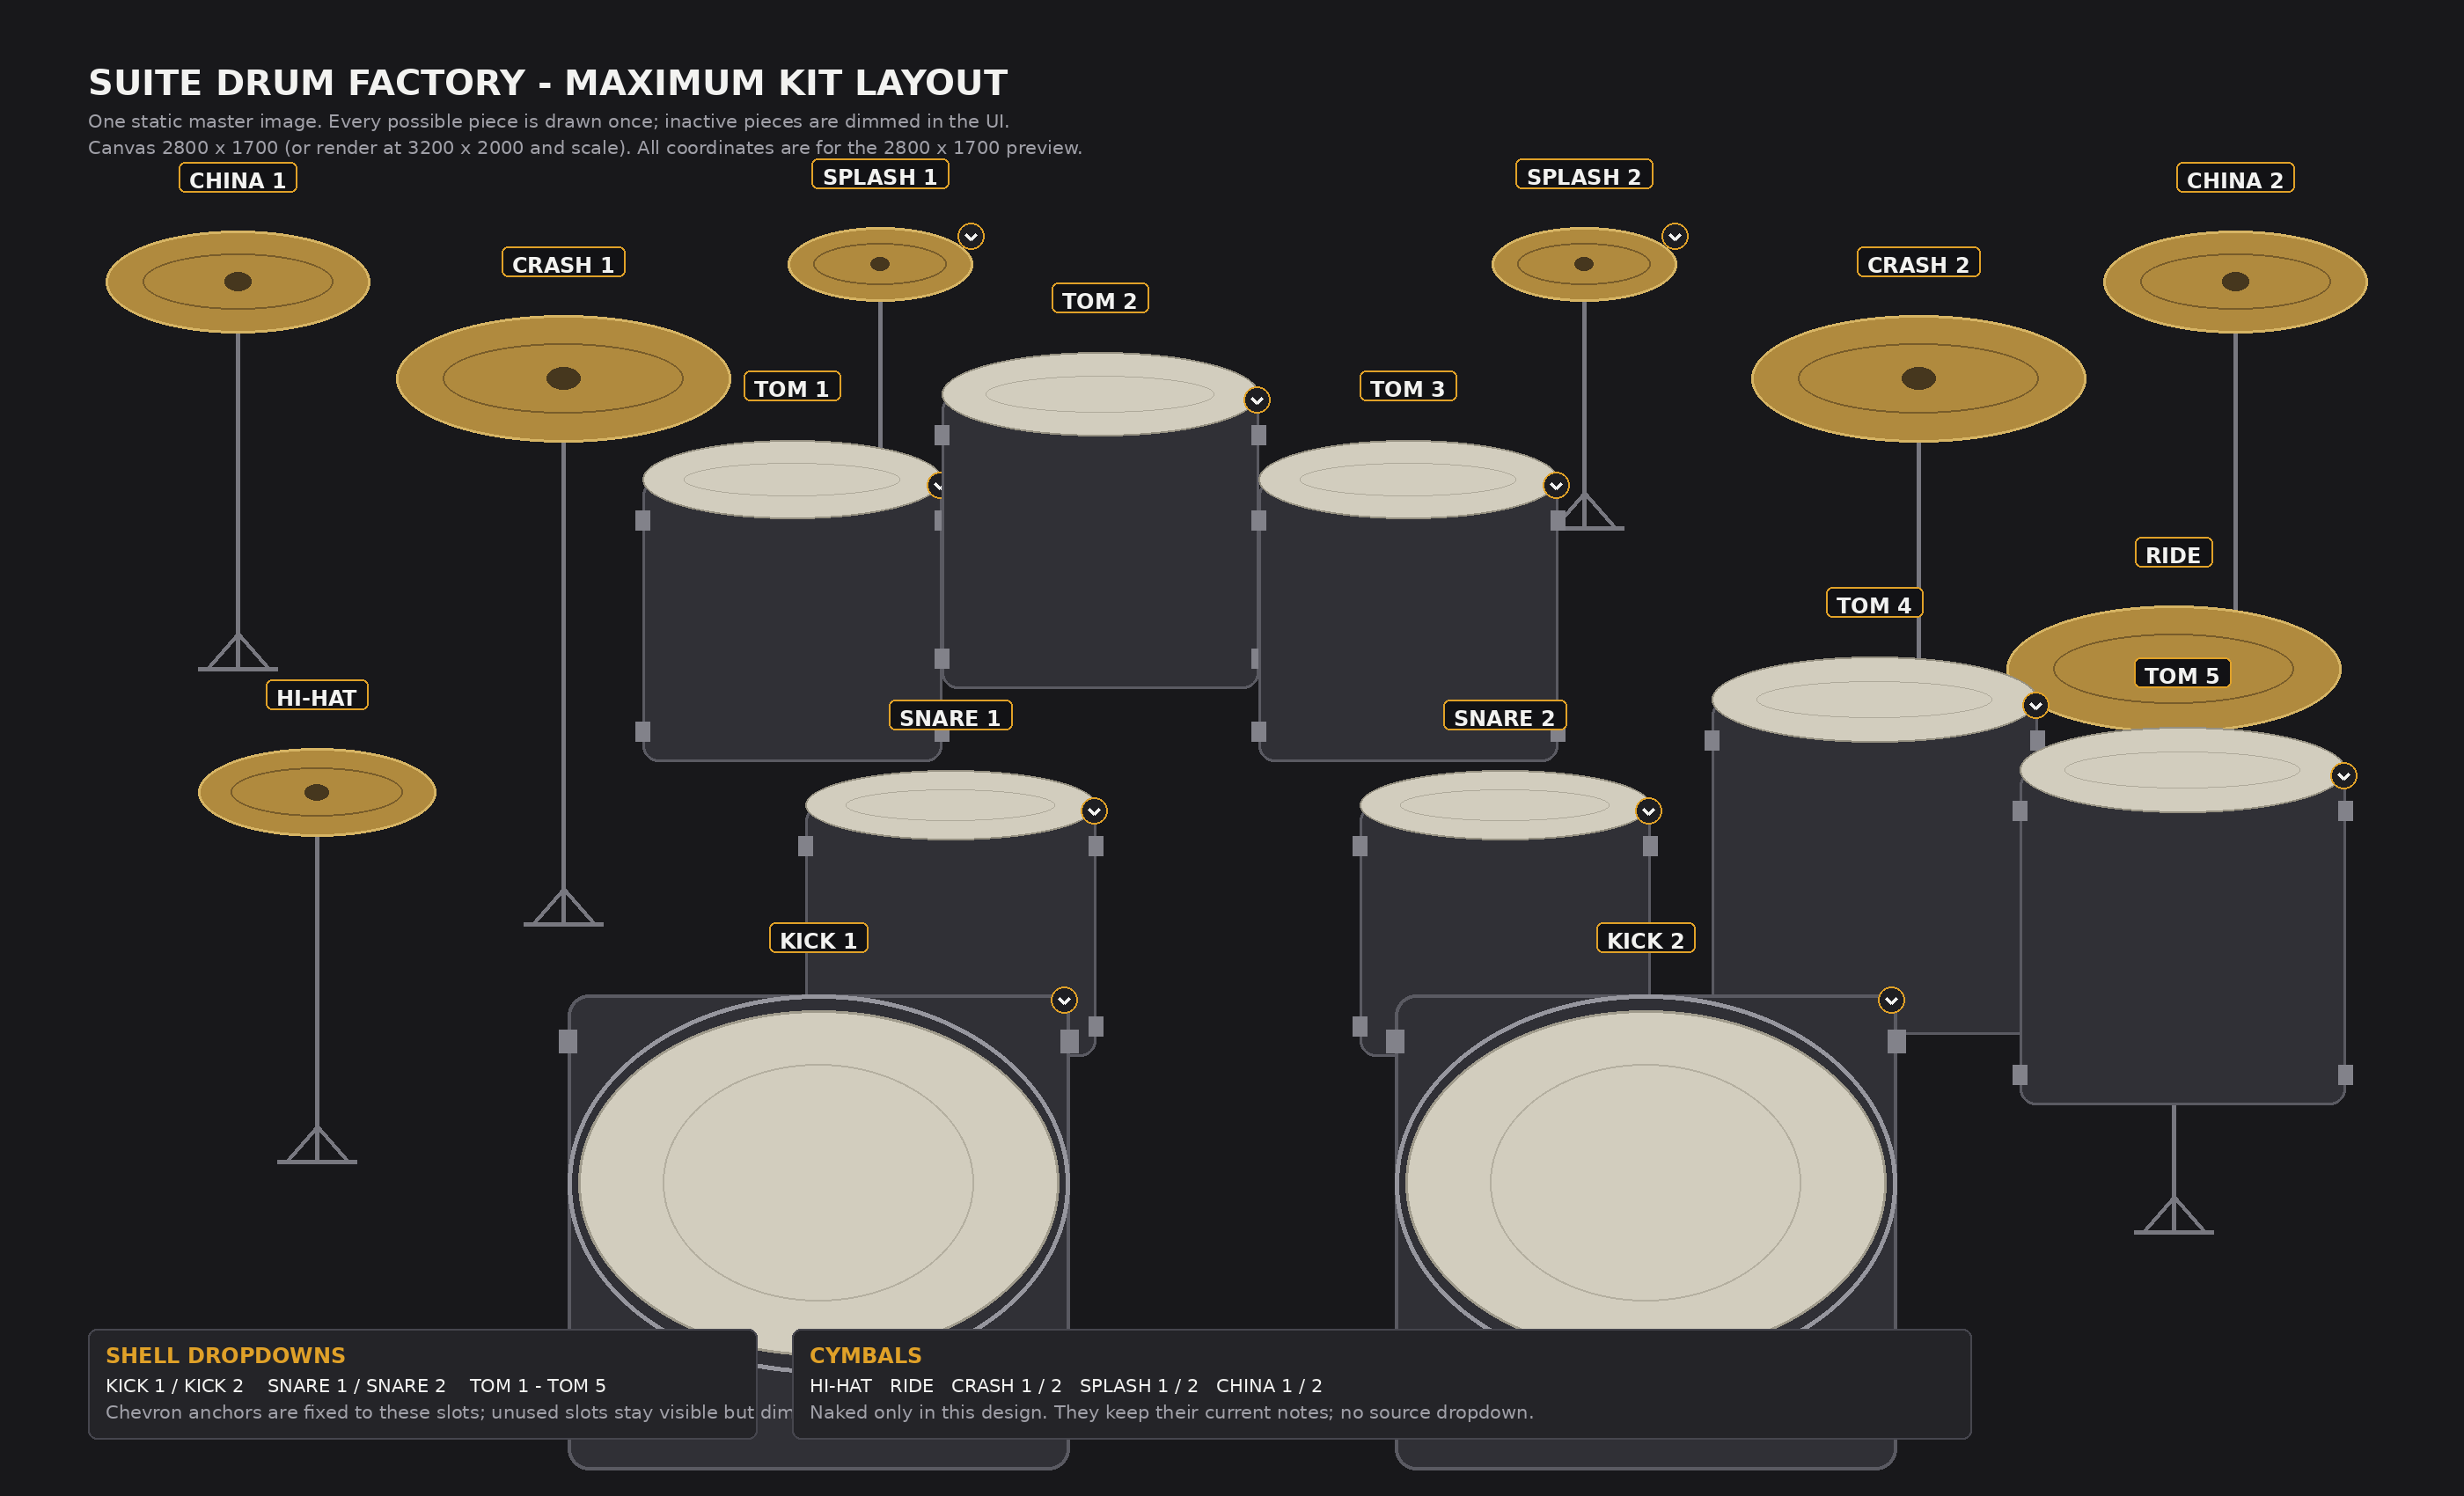 SUITE DRUM FACTORY - MAXIMUM KIT LAYOUT
One static master image. Every possible piece is drawn once; inactive pieces are dimmed in the UI.
Canvas 2800 x 1700 (or render at 3200 x 2000 and scale). All coordinates are for the 2800 x 1700 preview.
CHINA 1
SPLASH 1
SPLASH 2
CHINA 2
CRASH 1
CRASH 2
TOM 2
TOM 1
TOM 3
RIDE
TOM 4
TOM 5
HI-HAT
SNARE 1
SNARE 2
KICK 1
KICK 2
SHELL DROPDOWNS
KICK 1 / KICK 2 SNARE 1 / SNARE 2 TOM 1 - TOM 5
Chevron anchors are fixed to these slots; unused slots stay visible but dim
CYMBALS
HI-HAT RIDE CRASH 1 / 2 SPLASH 1 / 2 CHINA 1 / 2
Naked only in this design. They keep their current notes; no source dropdown.